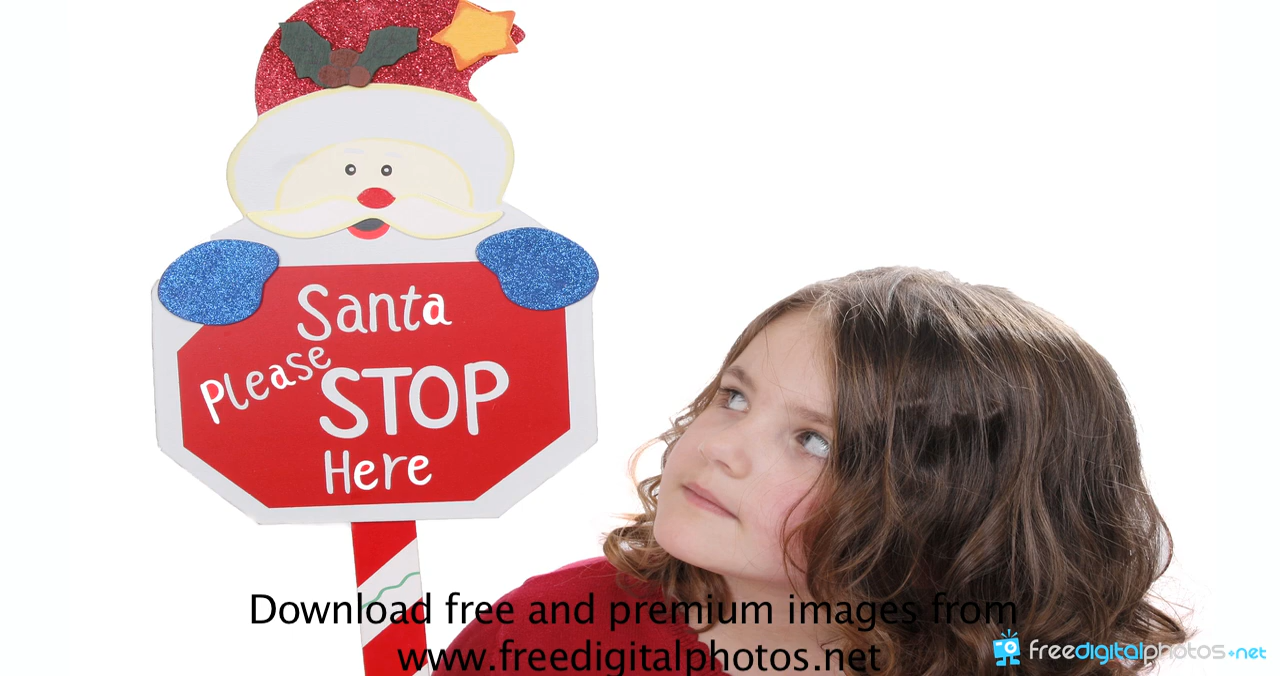 Santa
Please
STOP
Here
Download free and premium images from
www.freedigitalphotos.net
freedigitalphotos.net